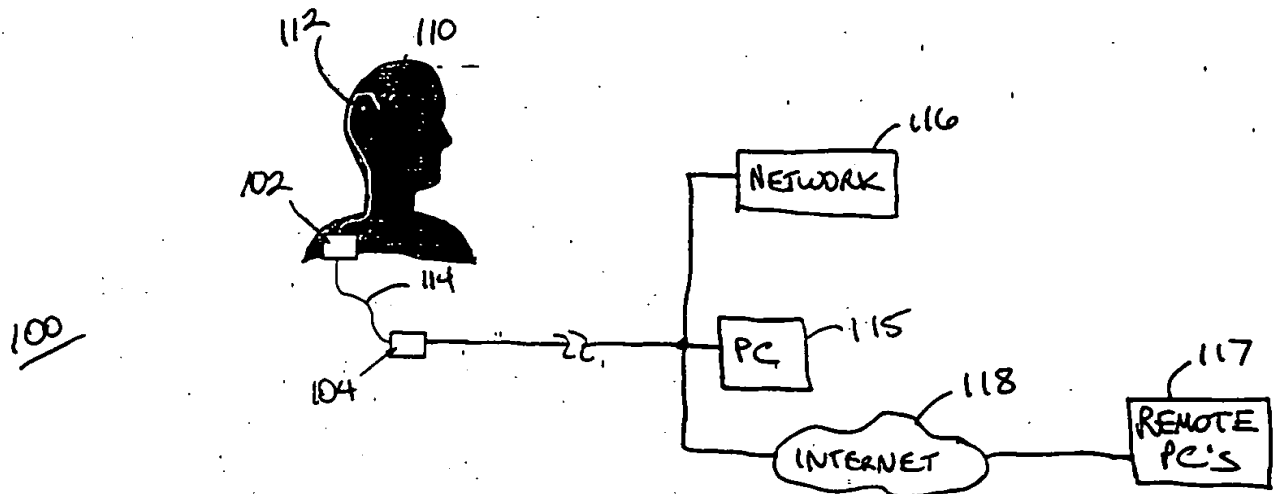 112 110
116
NETWORK
102
114
100
115
PC
104
118
117
INTERNET
REMOTE
PC'S